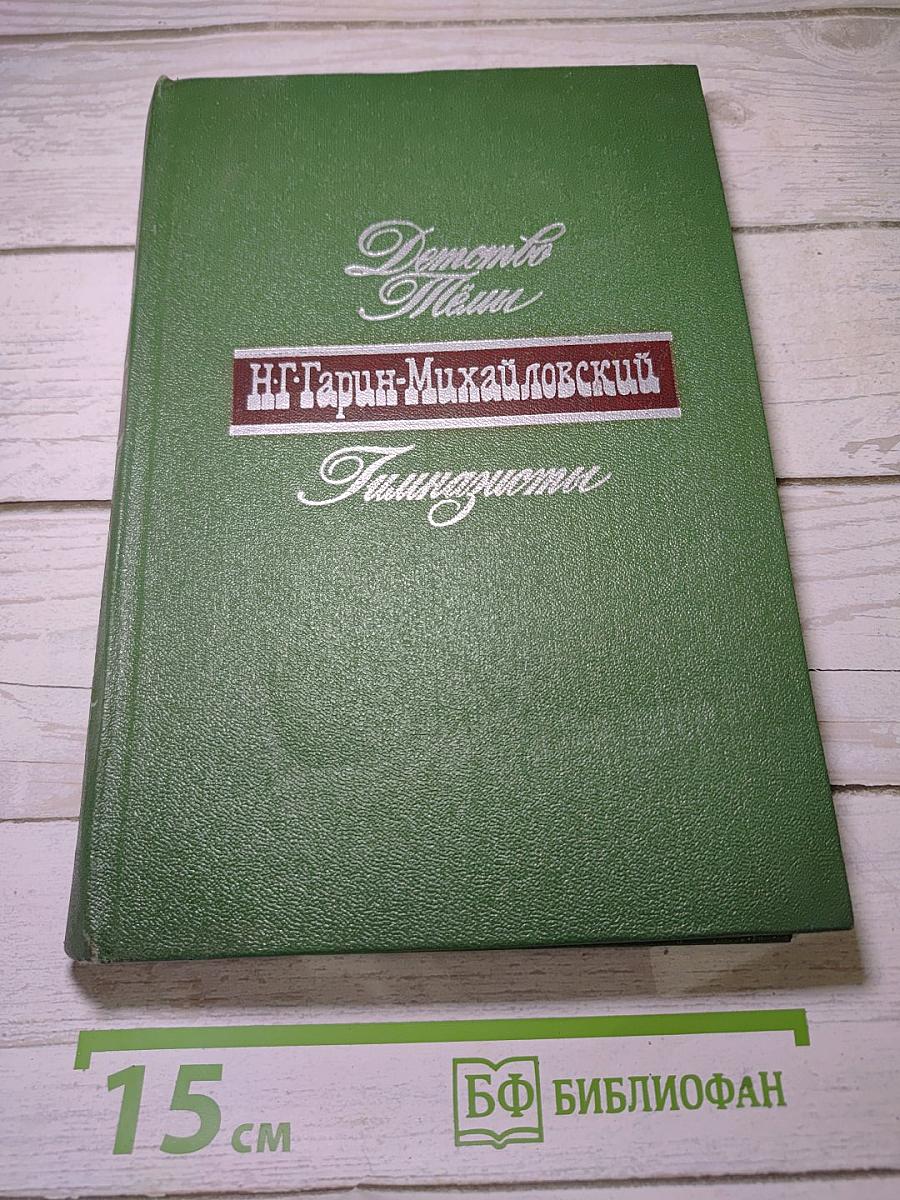 Детство
Тёмы
Н·Г·Гарин-Михайловский
Гимназисты
15 см
БФ БИБЛИОФАН